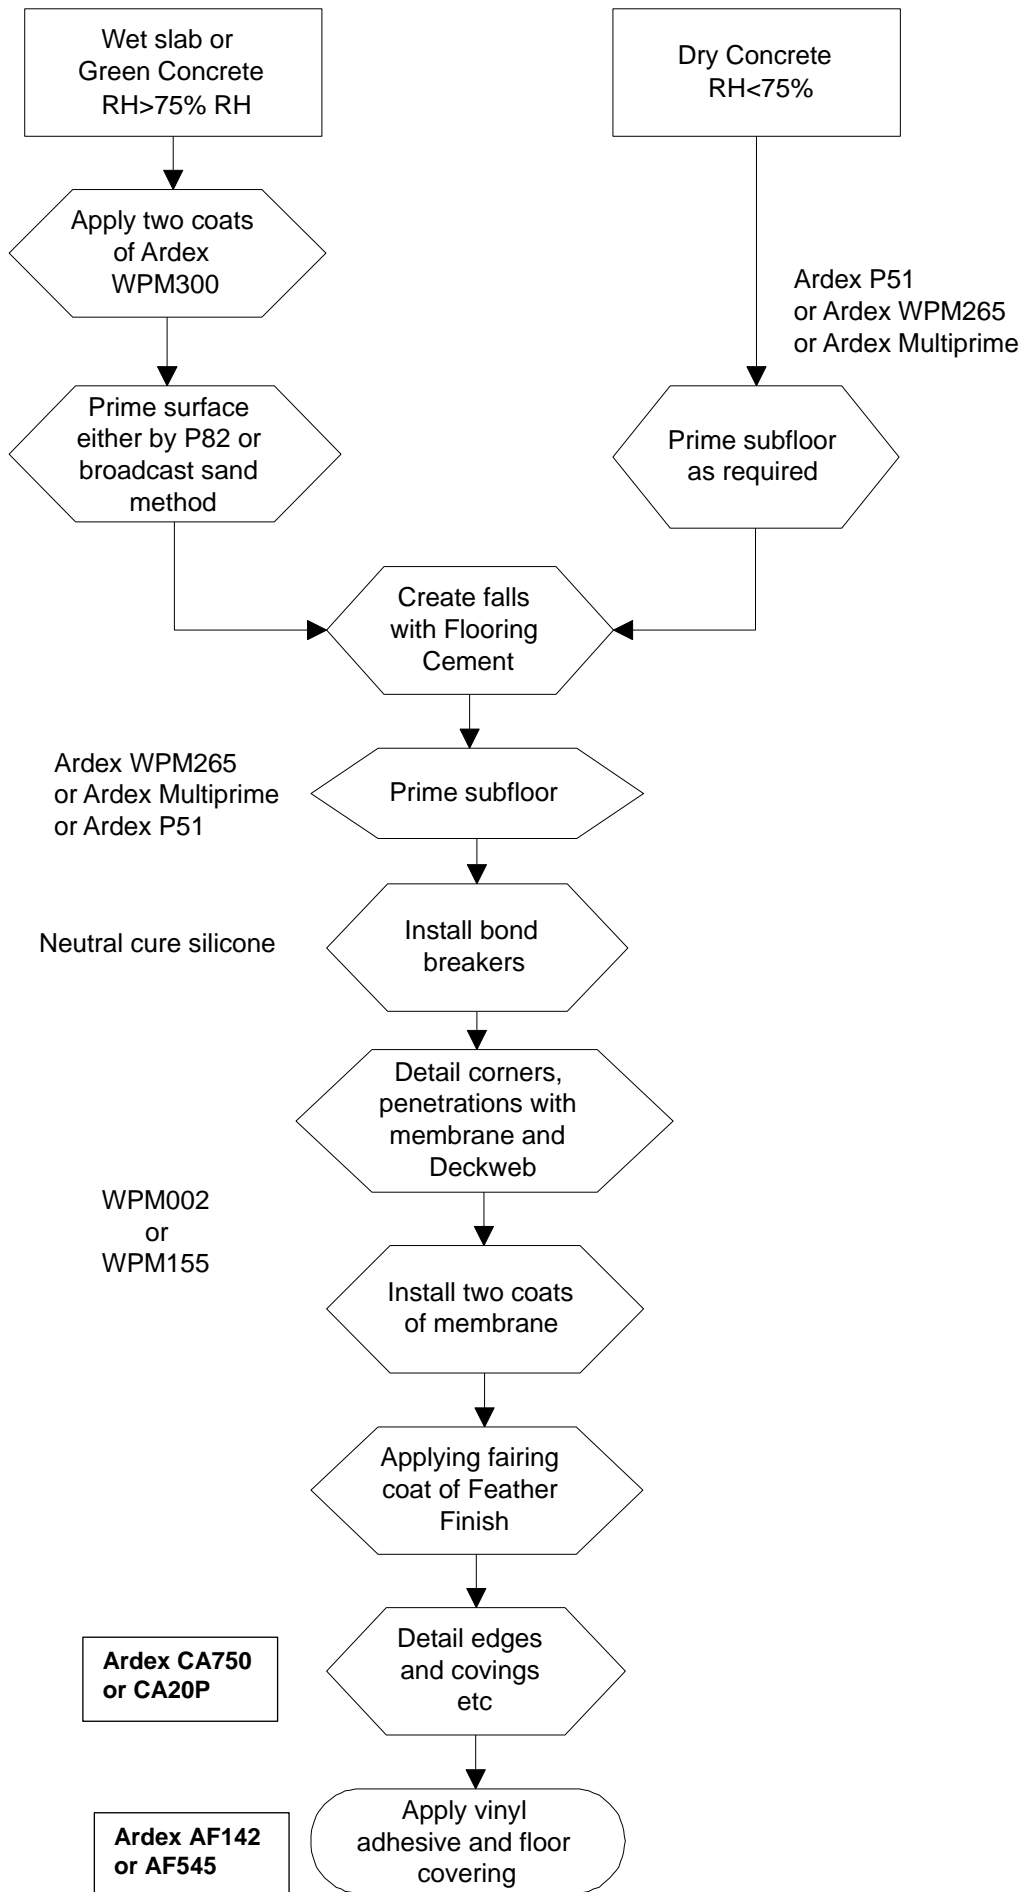 Wet slab or
Green Concrete
RH>75% RH
Dry Concrete
RH<75%
Apply two coats
of Ardex
WPM300
Ardex P51
or Ardex WPM265
or Ardex Multiprime
Prime surface
either by P82 or
broadcast sand
method
Prime subfloor
as required
Create falls
with Flooring
Cement
Ardex WPM265
or Ardex Multiprime
or Ardex P51
Prime subfloor
Neutral cure silicone
Install bond
breakers
Detail corners,
penetrations with
membrane and
Deckweb
WPM002
or
WPM155
Install two coats
of membrane
Applying fairing
coat of Feather
Finish
Ardex CA750
or CA20P
Detail edges
and covings
etc
Ardex AF142
or AF545
Apply vinyl
adhesive and floor
covering